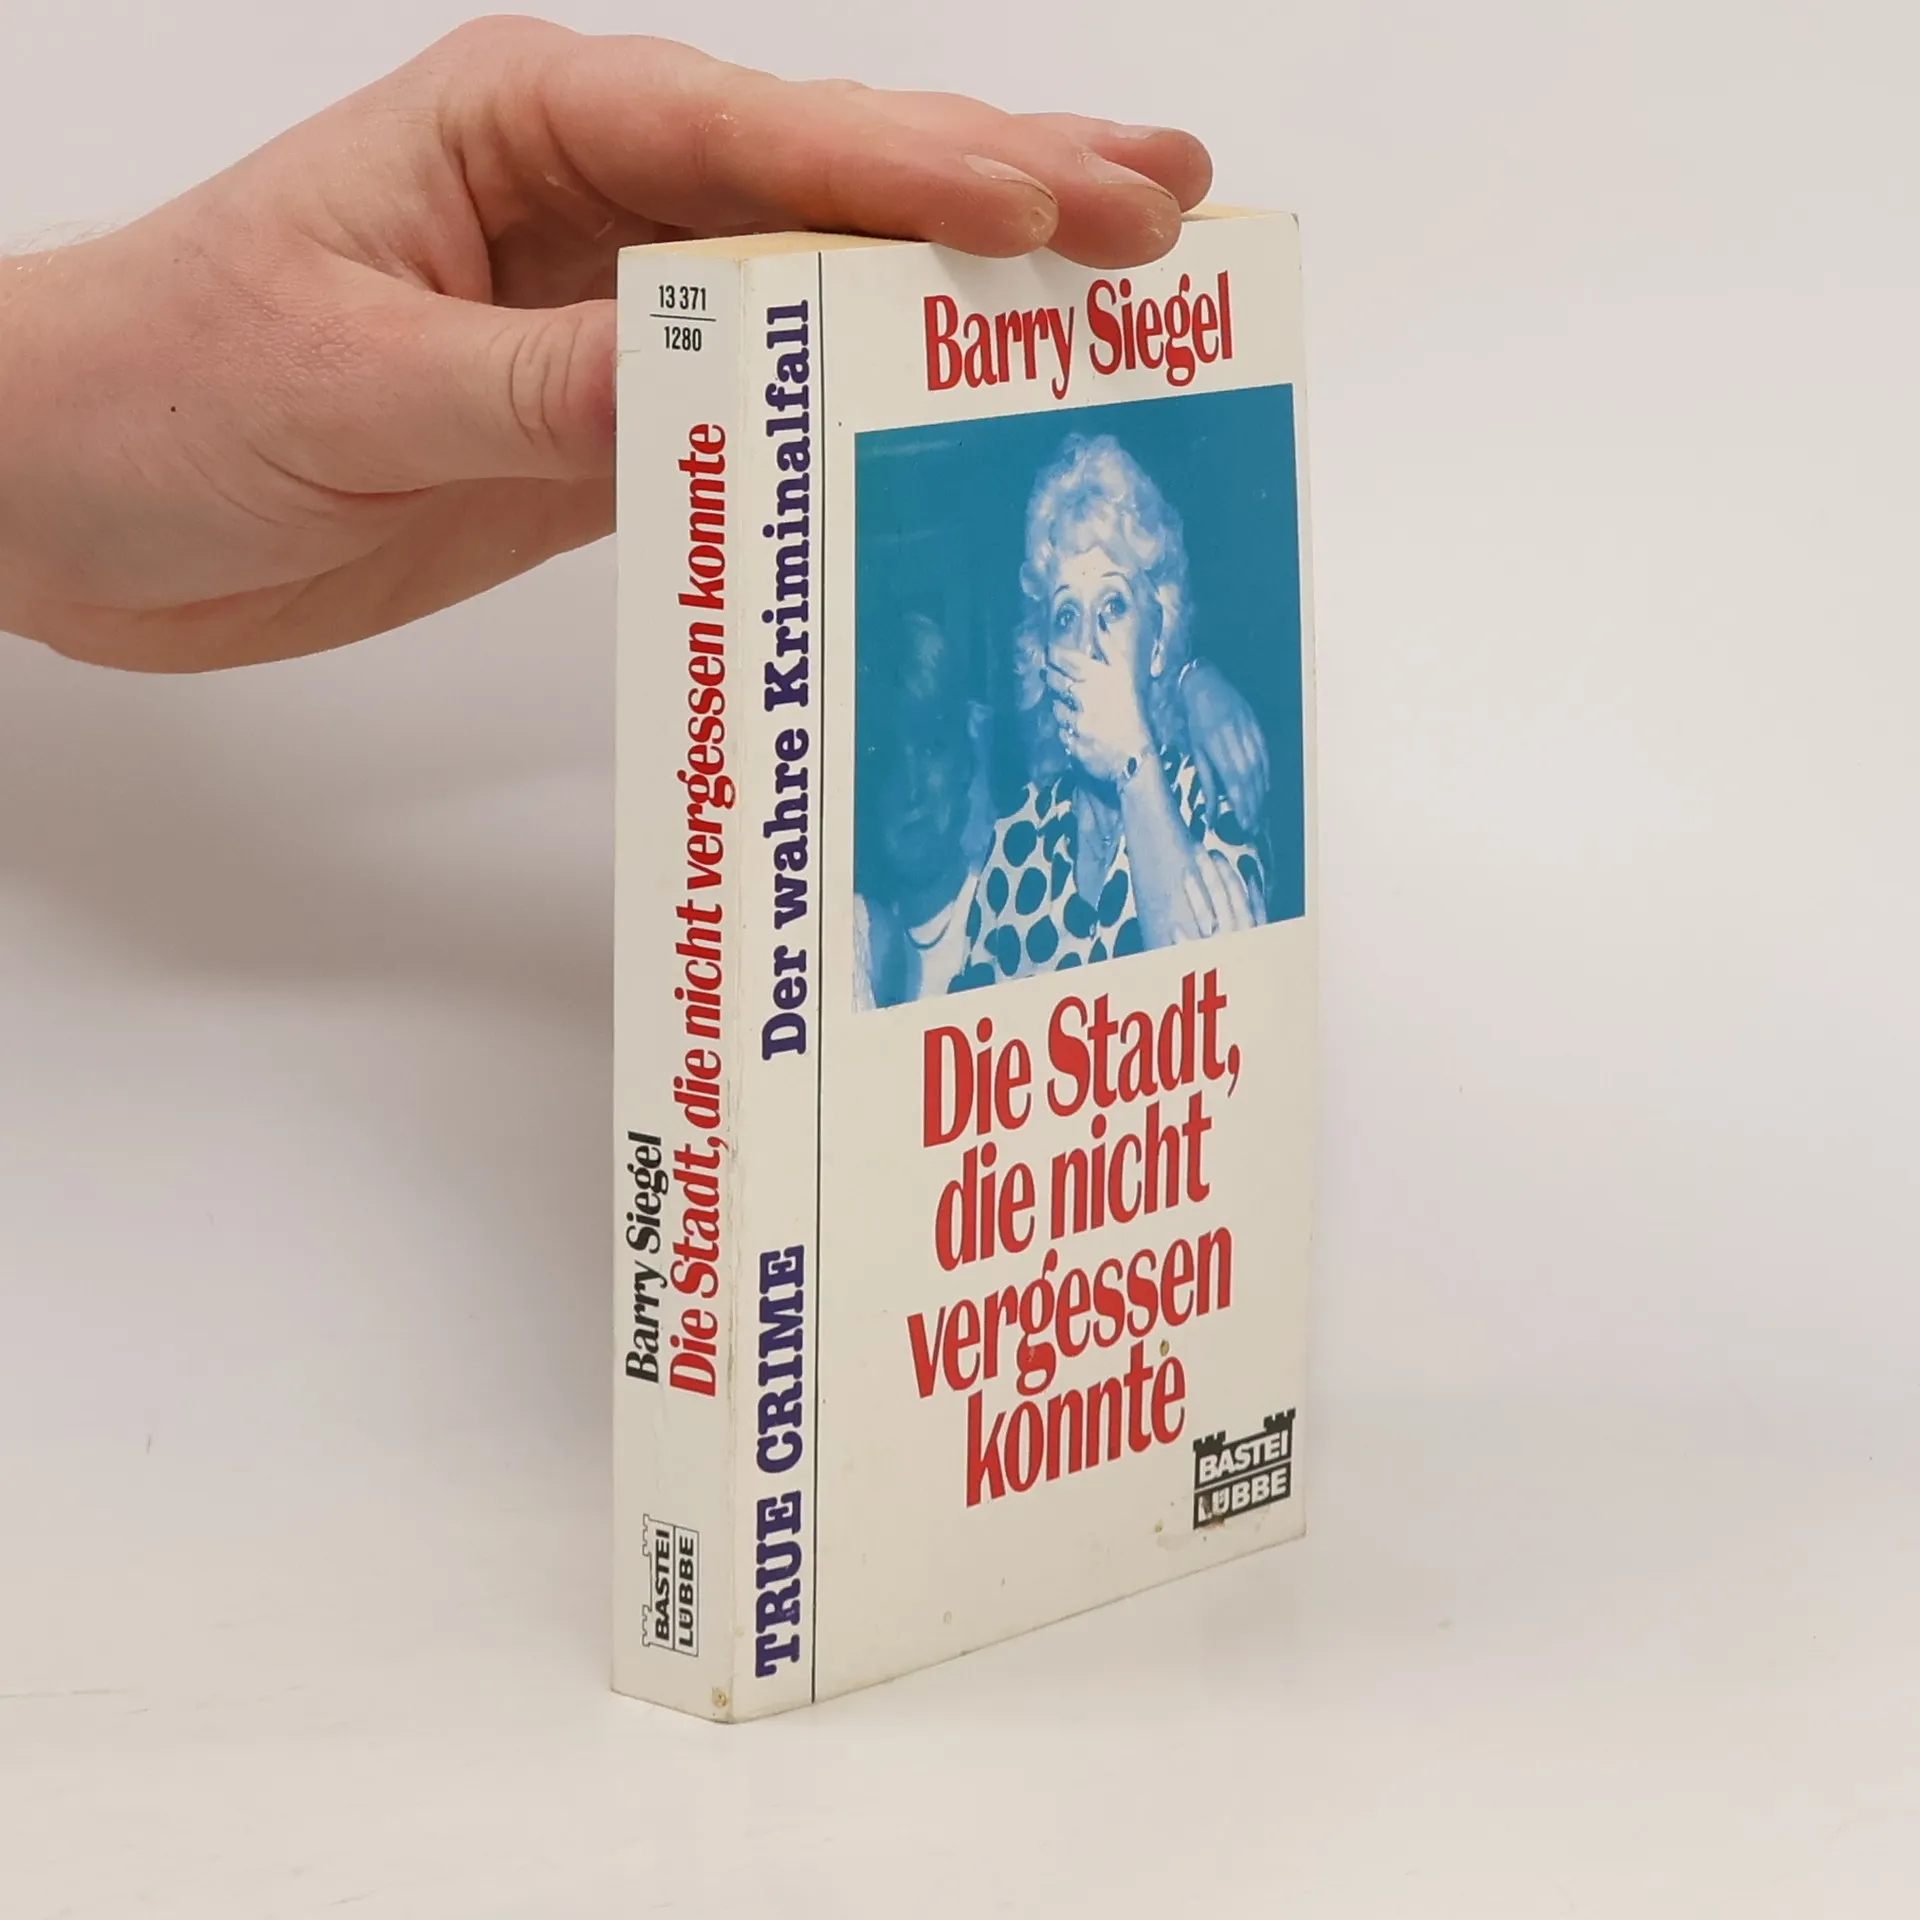 13 371
1280
Barry Siegel
Die Stadt, die nicht vergessen konnte
BASTEI
LÜBBE
TRUE CRIME Der wahre Kriminalfall
Barry Siegel
Die Stadt,
die nicht
vergessen
konnte
BASTEI
LÜBBE